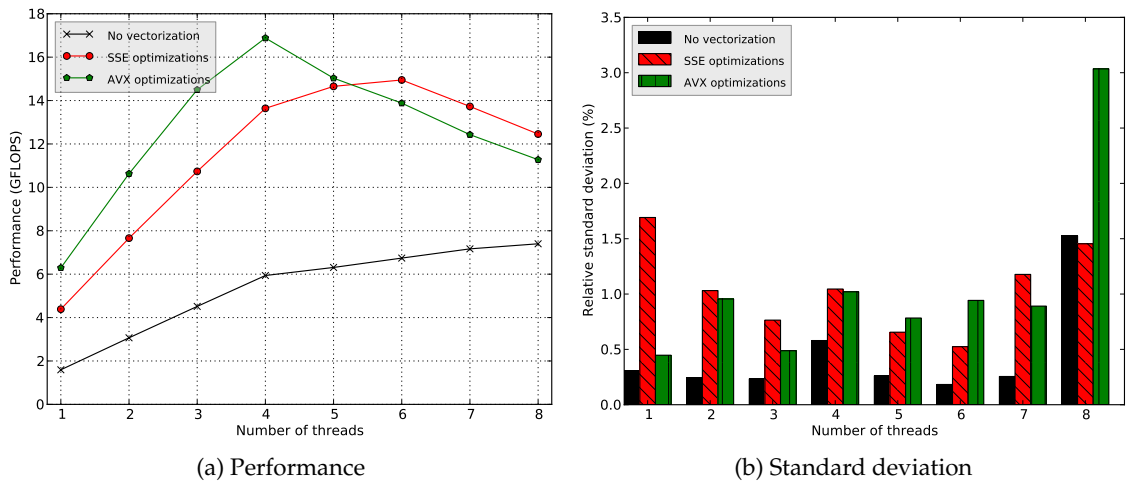 18
16
14
12
10
8
6
4
2
0
Performance (GFLOPS)
No vectorization
SSE optimizations
AVX optimizations
1 2 3 4 5 6 7 8
Number of threads
(a) Performance
3.5
3.0
2.5
2.0
1.5
1.0
0.5
0.0
Relative standard deviation (%)
No vectorization
SSE optimizations
AVX optimizations
1 2 3 4 5 6 7 8
Number of threads
(b) Standard deviation